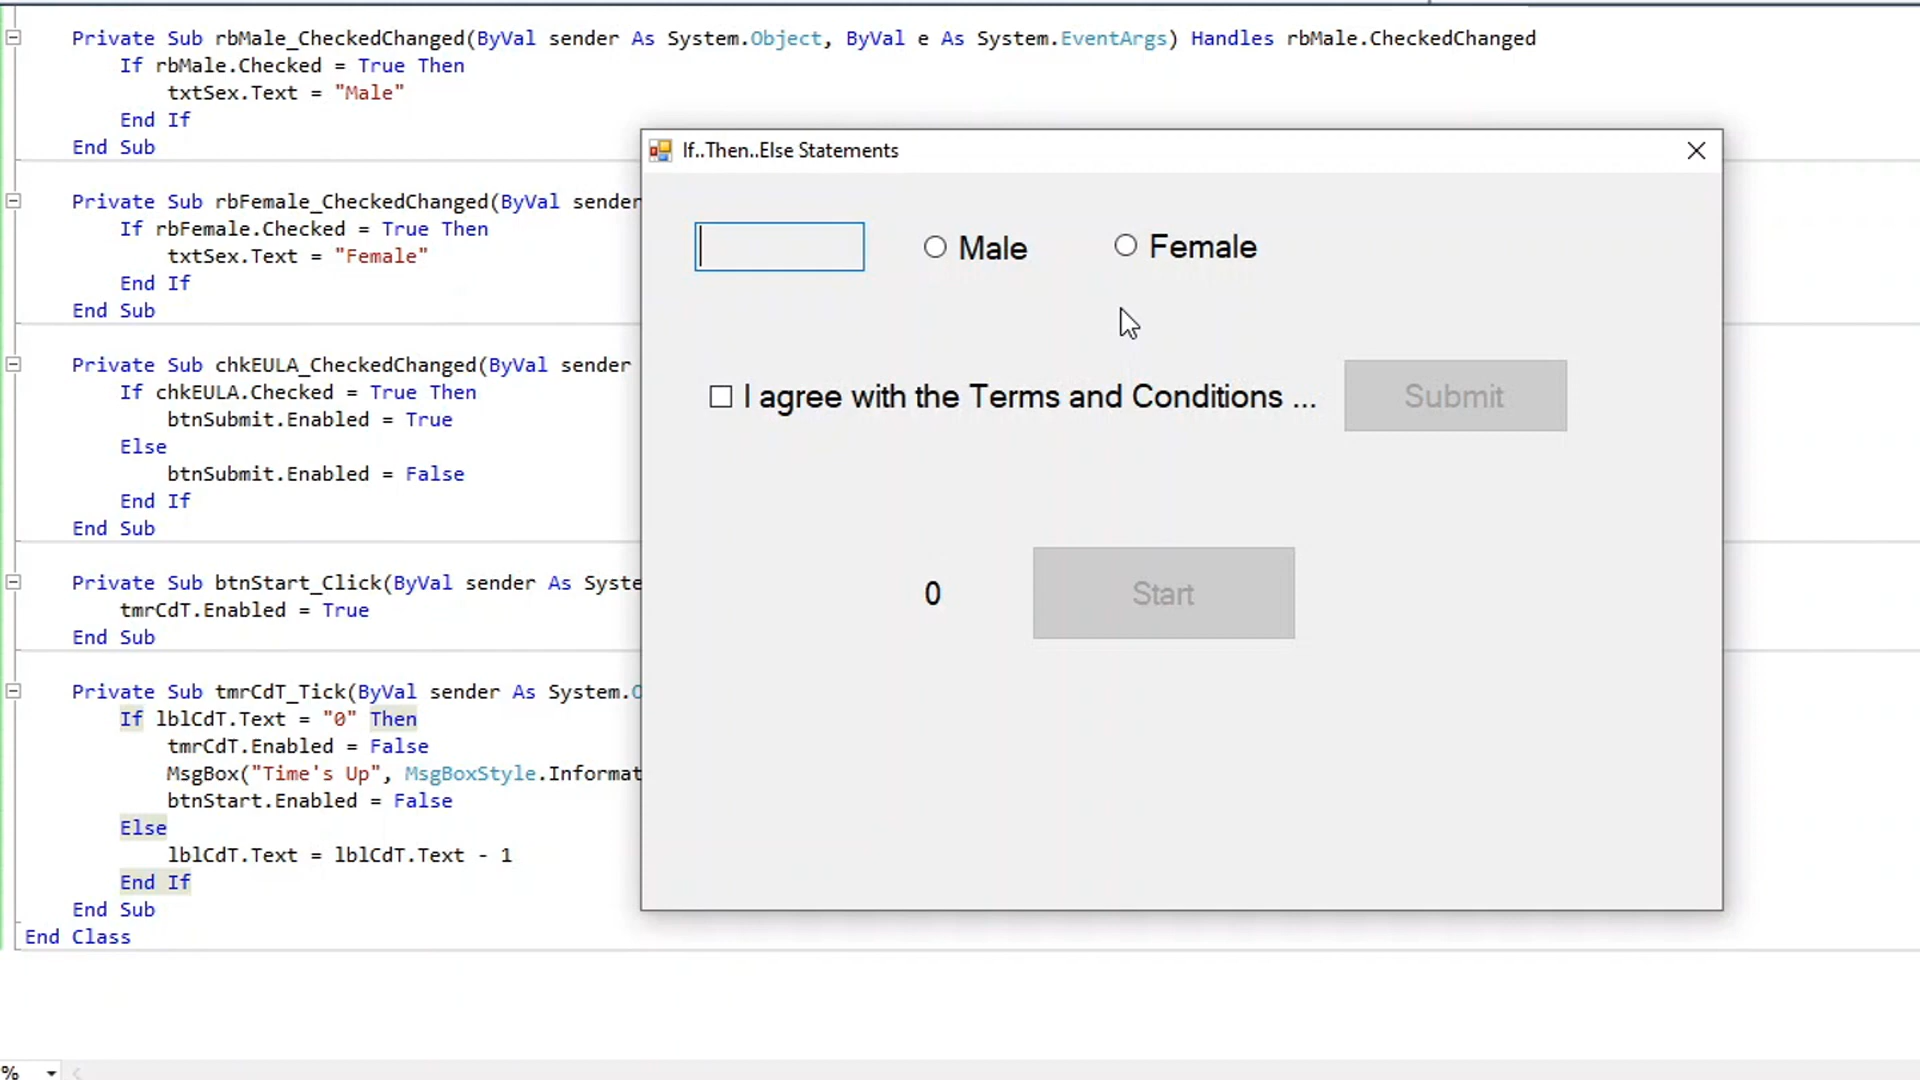 Private Sub rbMale_CheckedChanged(ByVal sender As System.Object, ByVal e As System.EventArgs) Handles rbMale.CheckedChanged
If rbMale.Checked = True Then
txtSex.Text = "Male"
End If
End Sub
Private Sub rbFemale_CheckedChanged(ByVal sender
If rbFemale.Checked = True Then
txtSex.Text = "Female"
End If
End Sub
Private Sub chkEULA_CheckedChanged(ByVal sender
If chkEULA.Checked = True Then
btnSubmit.Enabled = True
Else
btnSubmit.Enabled = False
End If
End Sub
Private Sub btnStart_Click(ByVal sender As Syste
tmrCdT.Enabled = True
End Sub
Private Sub tmrCdT_Tick(ByVal sender As System.O
If lblCdT.Text = "0" Then
tmrCdT.Enabled = False
MsgBox("Time's Up", MsgBoxStyle.Informat
btnStart.Enabled = False
Else
lblCdT.Text = lblCdT.Text - 1
End If
End Sub
End Class
%
If..Then..Else Statements
Male Female
I agree with the Terms and Conditions ... Submit
0 Start